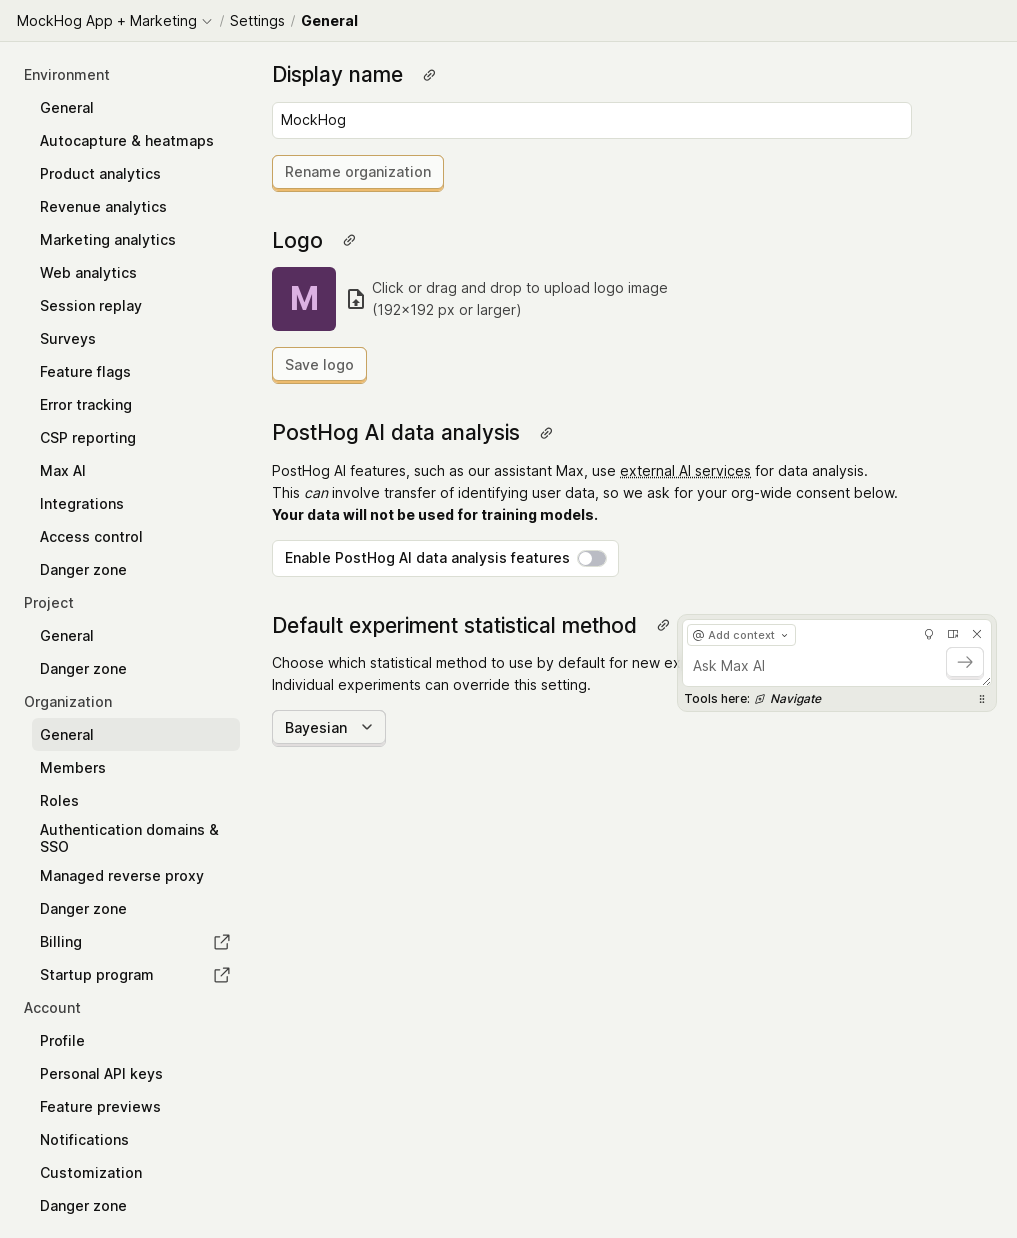 MockHog App + Marketing / Settings / General
Environment
General
Autocapture & heatmaps
Product analytics
Revenue analytics
Marketing analytics
Web analytics
Session replay
Surveys
Feature flags
Error tracking
CSP reporting
Max AI
Integrations
Access control
Danger zone
Project
General
Danger zone
Organization
General
Members
Roles
Authentication domains &
SSO
Managed reverse proxy
Danger zone
Billing
Startup program
Account
Profile
Personal API keys
Feature previews
Notifications
Customization
Danger zone
Display name
MockHog
Rename organization
Logo
M
Click or drag and drop to upload logo image
(192×192 px or larger)
Save logo
PostHog AI data analysis
PostHog AI features, such as our assistant Max, use external AI services for data analysis.
This can involve transfer of identifying user data, so we ask for your org-wide consent below.
Your data will not be used for training models.
Enable PostHog AI data analysis features
Default experiment statistical method
Choose which statistical method to use by default for new
Individual experiments can override this setting.
Bayesian
@ Add context
Ask Max AI
Tools here: Navigate